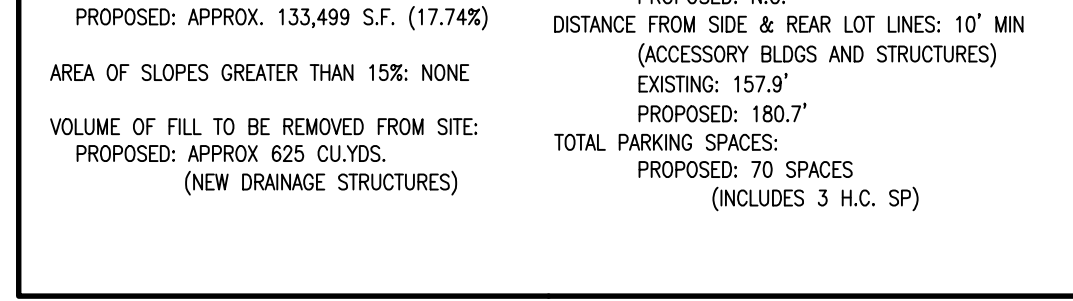 PROPOSED: APPROX. 133,499 S.F. (17.74%)
AREA OF SLOPES GREATER THAN 15%: NONE
VOLUME OF FILL TO BE REMOVED FROM SITE:
PROPOSED: APPROX 625 CU.YDS.
(NEW DRAINAGE STRUCTURES)
PROPOSED: N.C.
DISTANCE FROM SIDE & REAR LOT LINES: 10' MIN
(ACCESSORY BLDGS AND STRUCTURES)
EXISTING: 157.9'
PROPOSED: 180.7'
TOTAL PARKING SPACES:
PROPOSED: 70 SPACES
(INCLUDES 3 H.C. SP)